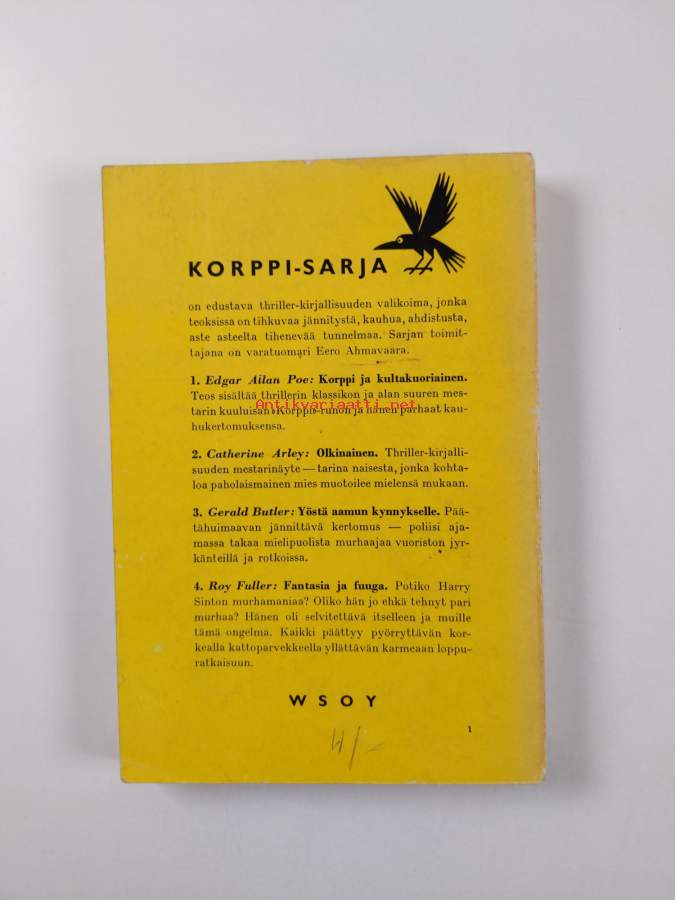 KORPPI-SARJA
on edustava thriller-kirjallisuuden valikoima, jonka
teoksissa on tihkuvaa jännitystä, kauhua, ahdistusta,
aste asteelta tihenevää tunnelmaa. Sarjan toimit-
tajana on varatuomari Eero Ahmavaara.
1. Edgar Allan Poe: Korppi ja kultakuoriainen.
Teos sisältää thrillerin klassikon ja alan suuren mes-
tarin kuuluisan Korppi-runon ja hänen parhaat kau-
hukertomuksensa.
Antikvariaatti.net
2. Catherine Arley: Olkinainen. Thriller-kirjalli-
suuden mestarinäyte — tarina naisesta, jonka kohta-
loa paholaismainen mies muotoilee mielensä mukaan.
3. Gerald Butler: Yöstä aamun kynnykselle. Pää-
tähuimaavan jännittävä kertomus — poliisi aja-
massa takaa mielipuolista murhaajaa vuoriston jyr-
känteillä ja rotkoissa.
4. Roy Fuller: Fantasia ja fuuga. Potiko Harry
Sinton murhamaniaa? Oliko hän jo ehkä tehnyt pari
murhaa? Hänen oli selvitettävä itselleen ja muille
tämä ongelma. Kaikki päättyy pyörryttävän kor-
kealla kattoparvekkeella yllättävän karmeaan loppu-
ratkaisuun.
WSOY
1